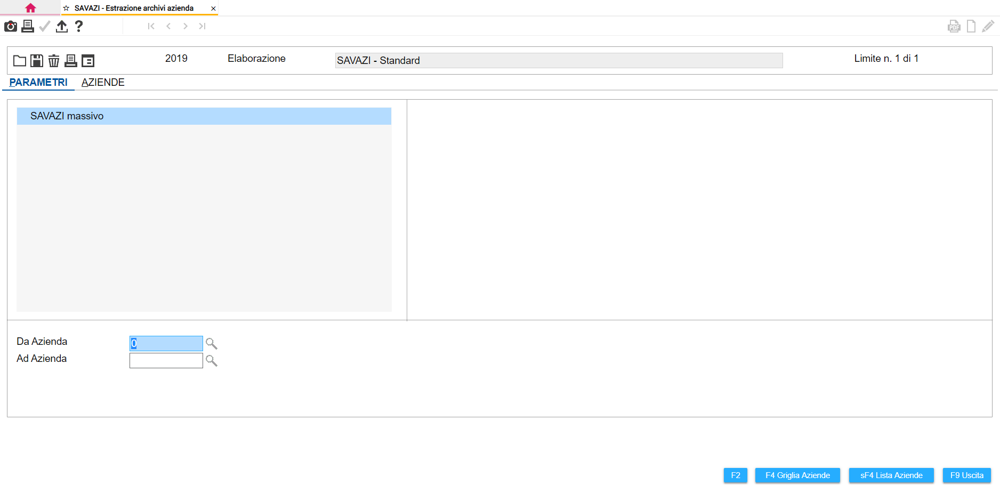 SAVAZI - Estrazione archivi azienda
PDF
2019 Elaborazione SAVAZI - Standard Limite n. 1 di 1
PARAMETRI AZIENDE
SAVAZI massivo
Da Azienda 0
Ad Azienda
F2 F4 Griglia Aziende sF4 Lista Aziende F9 Uscita